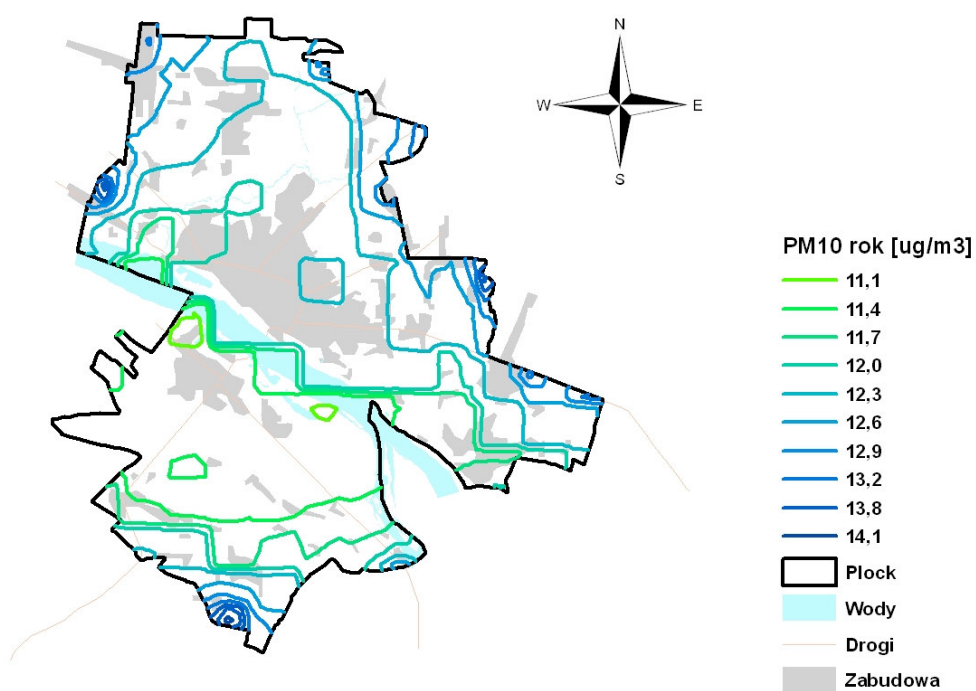 N
W E
S
PM10 rok [ug/m3]
11,1
11,4
11,7
12,0
12,3
12,6
12,9
13,2
13,8
14,1
Plock
Wody
Drogi
Zabudowa